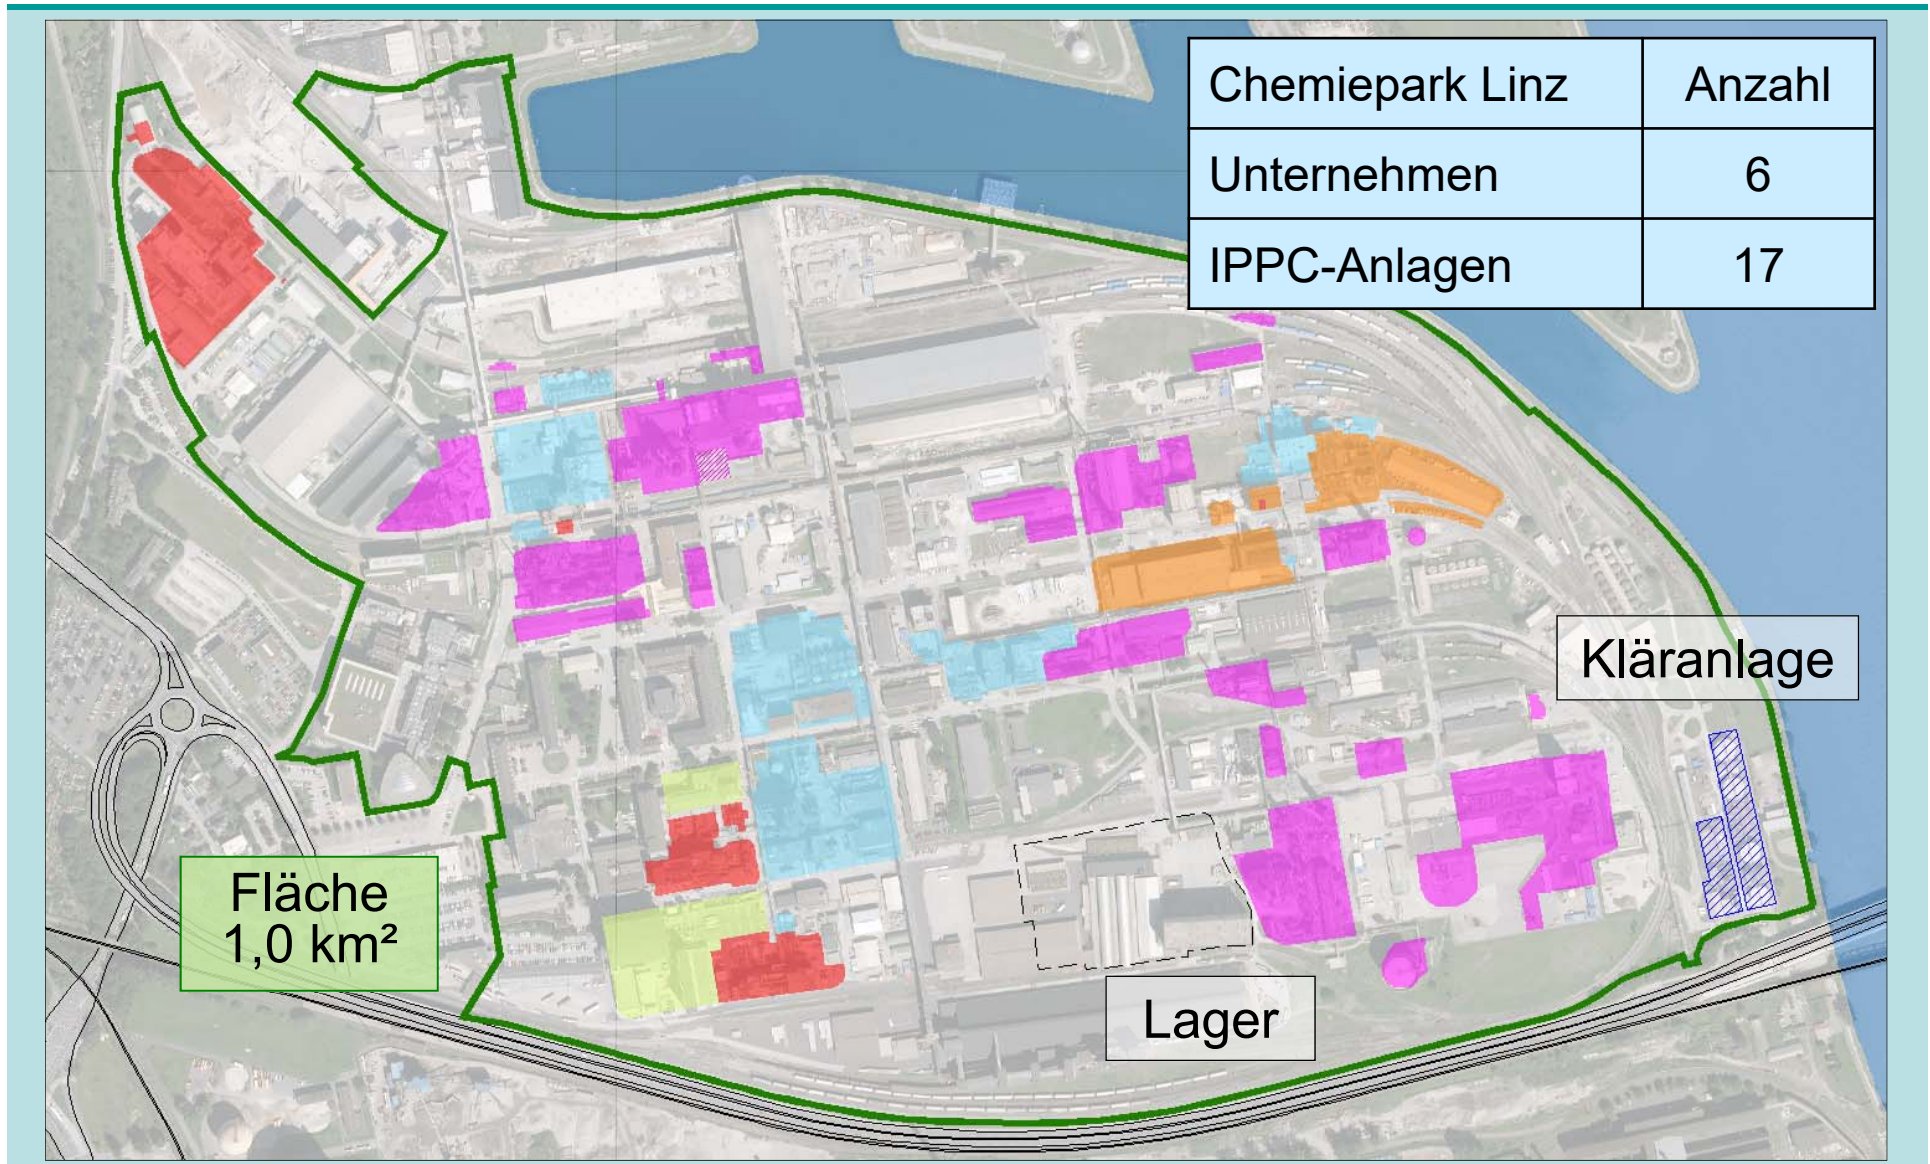 Chemiepark Linz Anzahl
Unternehmen 6
IPPC-Anlagen 17
Kläranlage
Fläche
1,0 km²
Lager